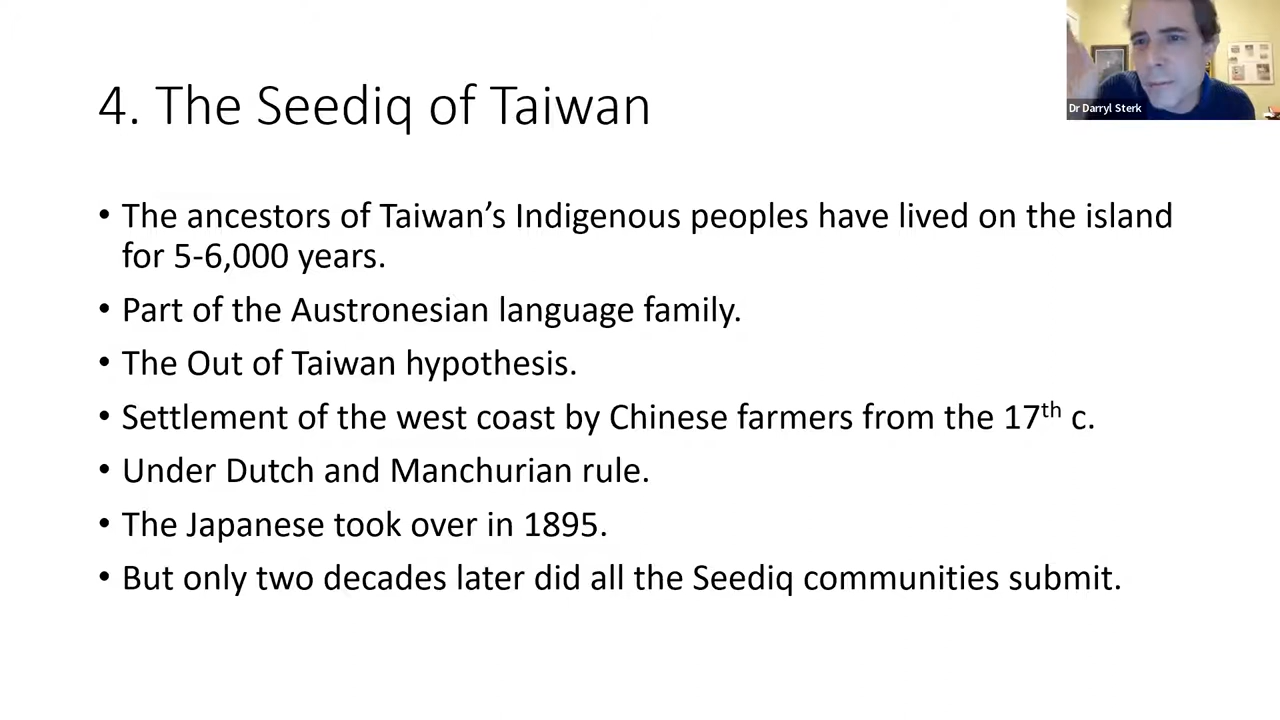 4. The Seediq of Taiwan
Dr Darryl Sterk
• The ancestors of Taiwan’s Indigenous peoples have lived on the island
for 5-6,000 years.
• Part of the Austronesian language family.
• The Out of Taiwan hypothesis.
• Settlement of the west coast by Chinese farmers from the 17th c.
• Under Dutch and Manchurian rule.
• The Japanese took over in 1895.
• But only two decades later did all the Seediq communities submit.